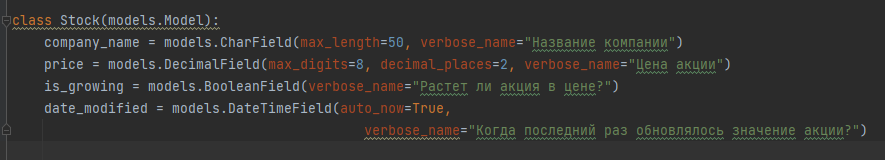 class Stock(models.Model):
company_name = models.CharField(max_length=50, verbose_name="Название компании")
price = models.DecimalField(max_digits=8, decimal_places=2, verbose_name="Цена акции")
is_growing = models.BooleanField(verbose_name="Растет ли акция в цене?")
date_modified = models.DateTimeField(auto_now=True,
verbose_name="Когда последний раз обновлялось значение акции?")